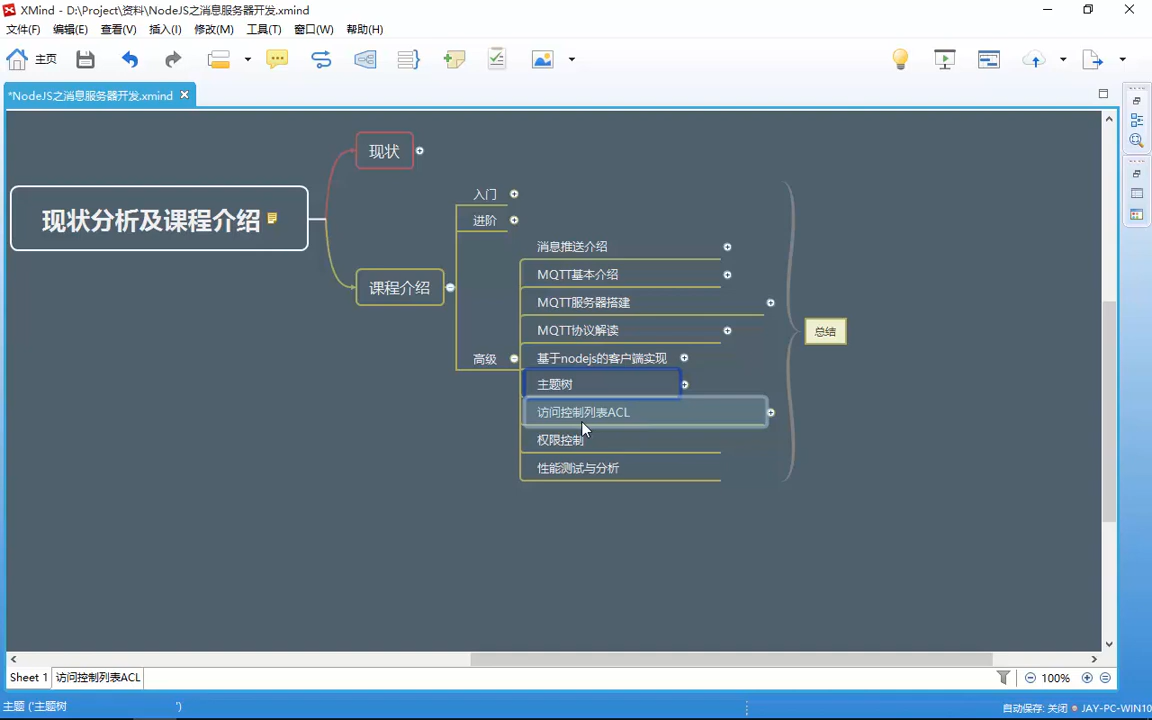 XMind - D:\Project\资料\NodeJS之消息服务器开发.xmind
文件(F) 编辑(E) 查看(V) 插入(I) 修改(M) 工具(T) 窗口(W) 帮助(H)
主页
*NodeJS之消息服务器开发.xmind
现状
现状分析及课程介绍
课程介绍
入门
进阶
高级
消息推送介绍
MQTT基本介绍
MQTT服务器搭建
MQTT协议解读
基于nodejs的客户端实现
主题树
访问控制列表ACL
权限控制
性能测试与分析
总结
Sheet 1 访问控制列表ACL
100%
主题 ('主题树 ')
自动保存: 关闭 JAY-PC-WIN10